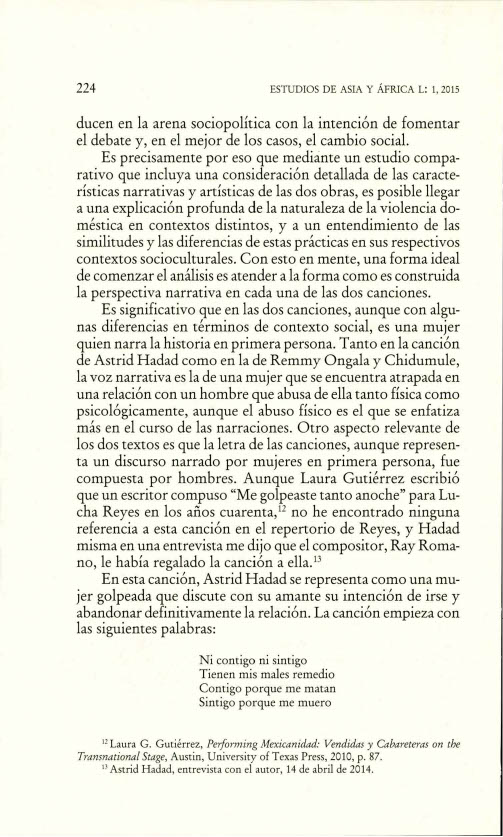 224
ESTUDIOS DE ASIA Y ÁFRICA L: 1, 2015
ducen en la arena sociopolítica con la intención de fomentar
el debate y, en el mejor de los casos, el cambio social.
Es precisamente por eso que mediante un estudio compa-
rativo que incluya una consideración detallada de las caracte-
rísticas narrativas y artísticas de las dos obras, es posible llegar
a una explicación profunda de la naturaleza de la violencia do-
méstica en contextos distintos, y a un entendimiento de las
similitudes y las diferencias de estas prácticas en sus respectivos
contextos socioculturales. Con esto en mente, una forma ideal
de comenzar el análisis es atender a la forma como es construida
la perspectiva narrativa en cada una de las dos canciones.
Es significativo que en las dos canciones, aunque con algu-
nas diferencias en términos de contexto social, es una mujer
quien narra la historia en primera persona. Tanto en la canción
de Astrid Hadad como en la de Remmy Ongala y Chidumule,
la voz narrativa es la de una mujer que se encuentra atrapada en
una relación con un hombre que abusa de ella tanto física como
psicológicamente, aunque el abuso físico es el que se enfatiza
más en el curso de las narraciones. Otro aspecto relevante de
los dos textos es que la letra de las canciones, aunque represen-
ta un discurso narrado por mujeres en primera persona, fue
compuesta por hombres. Aunque Laura Gutiérrez escribió
que un escritor compuso “Me golpeaste tanto anoche” para Lu-
cha Reyes en los años cuarenta,¹² no he encontrado ninguna
referencia a esta canción en el repertorio de Reyes, y Hadad
misma en una entrevista me dijo que el compositor, Ray Roma-
no, le había regalado la canción a ella.¹³
En esta canción, Astrid Hadad se representa como una mu-
jer golpeada que discute con su amante su intención de irse y
abandonar definitivamente la relación. La canción empieza con
las siguientes palabras:
Ni contigo ni sintigo
Tienen mis males remedio
Contigo porque me matan
Sintigo porque me muero
¹² Laura G. Gutiérrez, Performing Mexicanidad: Vendidas y Cabareteras on the
Transnational Stage, Austin, University of Texas Press, 2010, p. 87.
¹³ Astrid Hadad, entrevista con el autor, 14 de abril de 2014.